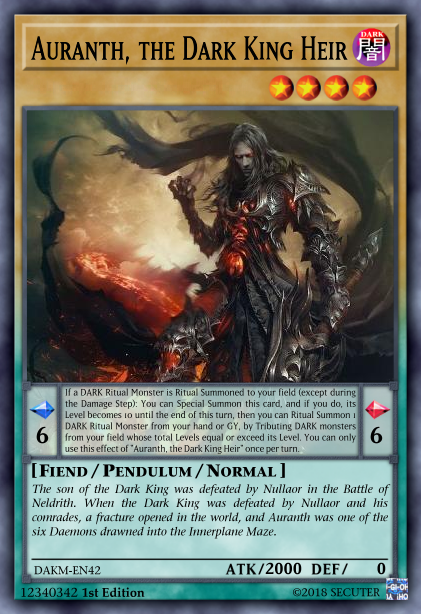 AURANTH, THE DARK KING HEIR
DARK
闇
If a DARK Ritual Monster is Ritual Summoned to your field (except during
the Damage Step): You can Special Summon this card, and if you do, its
Level becomes 10 until the end of this turn, then you can Ritual Summon 1
DARK Ritual Monster from your hand or GY, by Tributing DARK monsters
from your field whose total Levels equal or exceed its Level. You can only
use this effect of "Auranth, the Dark King Heir" once per turn.
6
6
[FIEND / PENDULUM / NORMAL ]
The son of the Dark King was defeated by Nullaor in the Battle of
Neldrith. When the Dark King was defeated by Nullaor and his
comrades, a fracture opened in the world, and Auranth was one of the
six Daemons drawned into the Innerplane Maze.
DAKM-EN42
ATK/2000 DEF/ 0
12340342 1st Edition
©2018 SECUTER